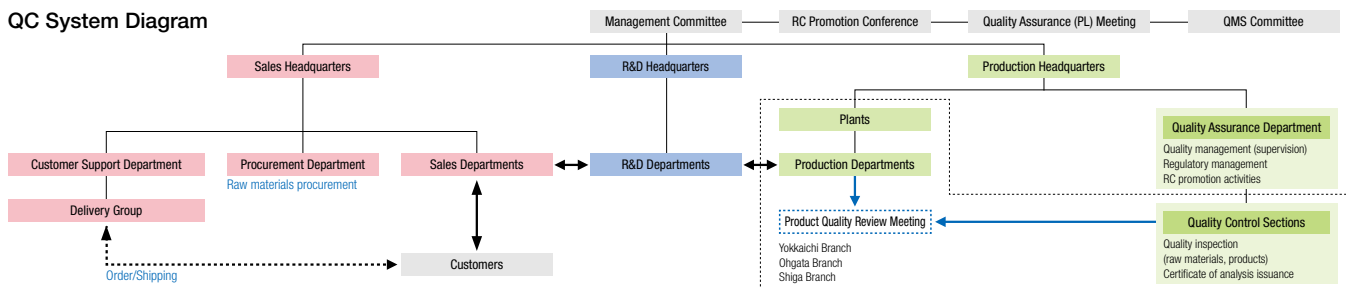 QC System Diagram
Management Committee
RC Promotion Conference
Quality Assurance (PL) Meeting
QMS Committee
Sales Headquarters
R&D Headquarters
Production Headquarters
Plants
Quality Assurance Department
Quality management (supervision)
Regulatory management
RC promotion activities
Customer Support Department
Procurement Department
Raw materials procurement
Sales Departments
R&D Departments
Production Departments
Delivery Group
Product Quality Review Meeting
Quality Control Sections
Quality inspection
(raw materials, products)
Certificate of analysis issuance
Yokkaichi Branch
Ohgata Branch
Shiga Branch
Customers
Order/Shipping